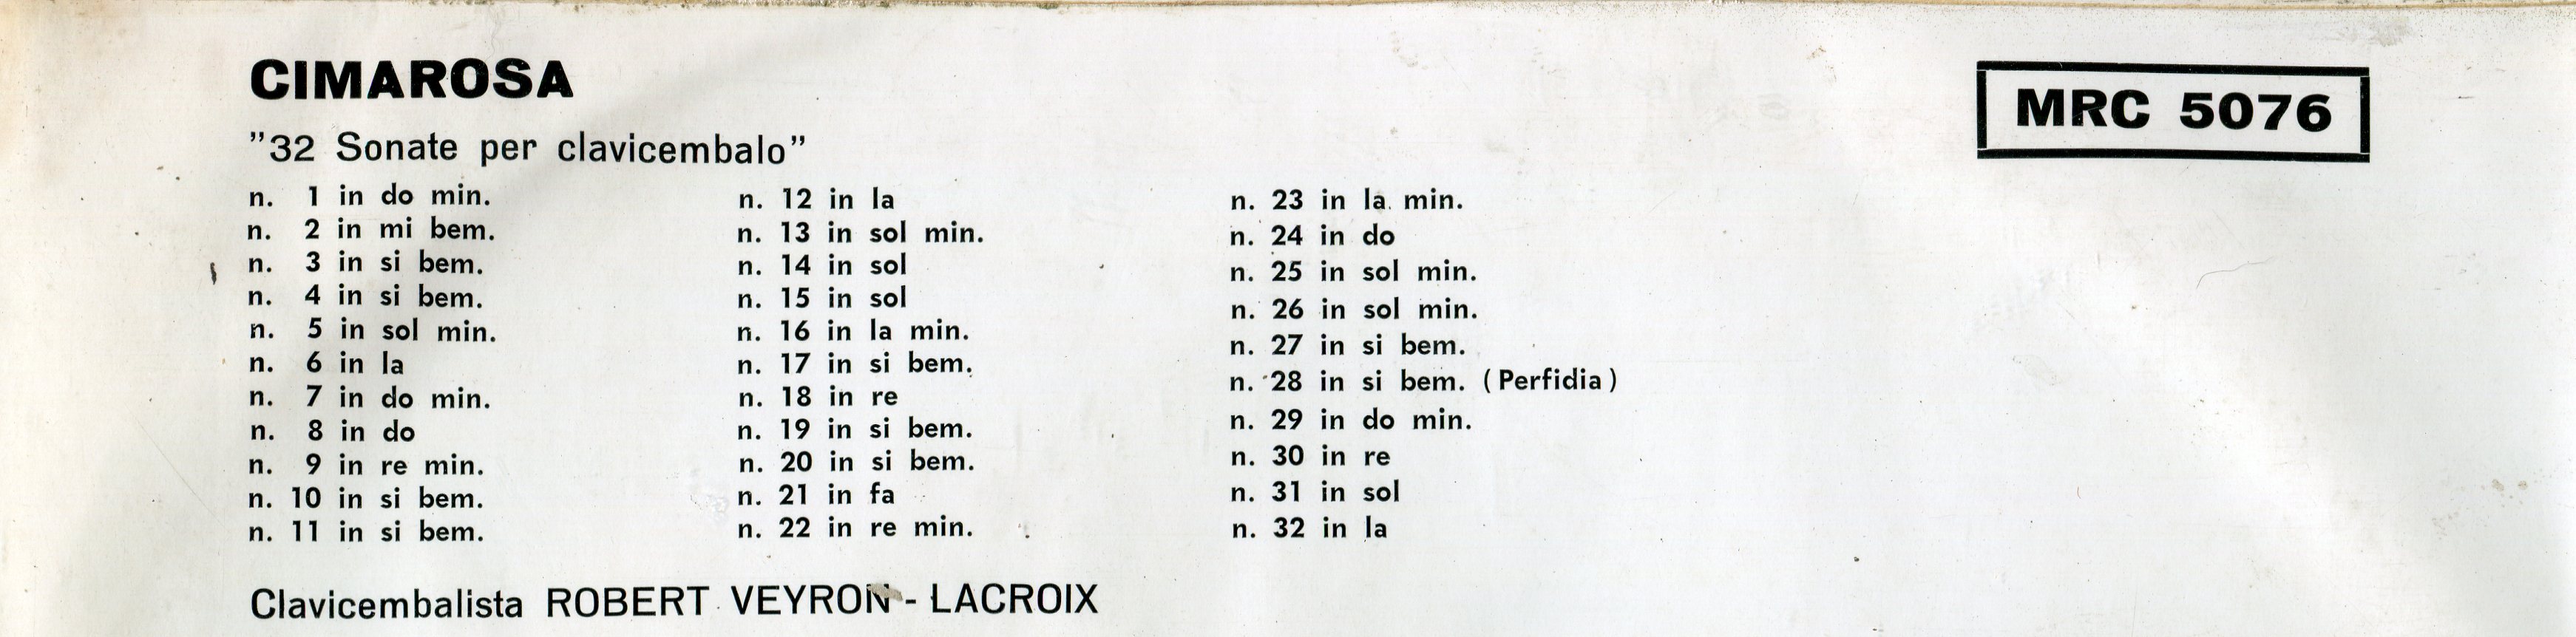 CIMAROSA
MRC 5076
"32 Sonate per clavicembalo"
n. 1 in do min.
n. 2 in mi bem.
n. 3 in si bem.
n. 4 in si bem.
n. 5 in sol min.
n. 6 in la
n. 7 in do min.
n. 8 in do
n. 9 in re min.
n. 10 in si bem.
n. 11 in si bem.
n. 12 in la
n. 13 in sol min.
n. 14 in sol
n. 15 in sol
n. 16 in la min.
n. 17 in si bem.
n. 18 in re
n. 19 in si bem.
n. 20 in si bem.
n. 21 in fa
n. 22 in re min.
n. 23 in la min.
n. 24 in do
n. 25 in sol min.
n. 26 in sol min.
n. 27 in si bem.
n. 28 in si bem. (Perfidia)
n. 29 in do min.
n. 30 in re
n. 31 in sol
n. 32 in la
Clavicembalista ROBERT VEYRON - LACROIX